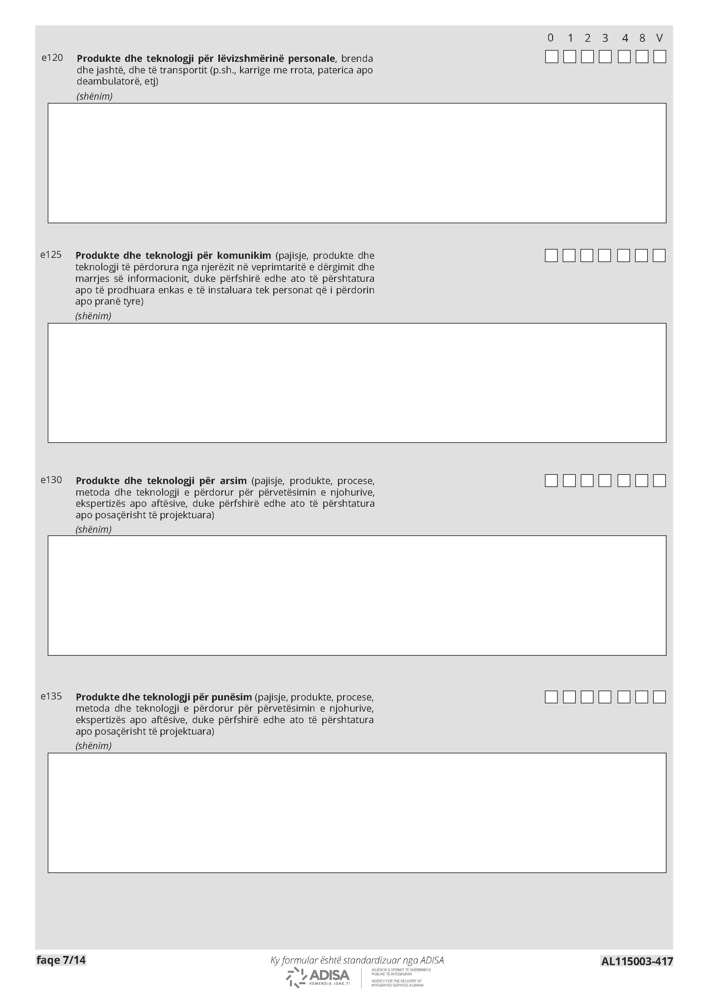 0 1 2 3 4 8 V
e120 Produkte dhe teknologji për lëvizshmërinë personale, brenda
dhe jashtë, dhe të transportit (p.sh., karrige me rrota, paterica apo
deambulatorë, etj)
(shënim)
e125 Produkte dhe teknologji për komunikim (pajisje, produkte dhe
teknologji të përdorura nga njerëzit në veprimtaritë e dërgimit dhe
marrjes së informacionit, duke përfshirë edhe ato të përshtatura
apo të prodhuara enkas e të instaluara tek personat që i përdorin
apo pranë tyre)
(shënim)
e130 Produkte dhe teknologji për arsim (pajisje, produkte, procese,
metoda dhe teknologji e përdorur për përvetësimin e njohurive,
ekspertizës apo aftësive, duke përfshirë edhe ato të përshtatura
apo posaçërisht të projektuara)
(shënim)
e135 Produkte dhe teknologji për punësim (pajisje, produkte, procese,
metoda dhe teknologji e përdorur për përvetësimin e njohurive,
ekspertizës apo aftësive, duke përfshirë edhe ato të përshtatura
apo posaçërisht të projektuara)
(shënim)
faqe 7/14 Ky formular është standardizuar nga ADISA AL115003-417
ADISA
VËMENDJA JONË, TI
AGJENCIA E OFRIMIT TË SHËRBIMEVE
PUBLIKE TË INTEGRUARA
AGENCY FOR THE DELIVERY OF
INTEGRATED SERVICES ALBANIA